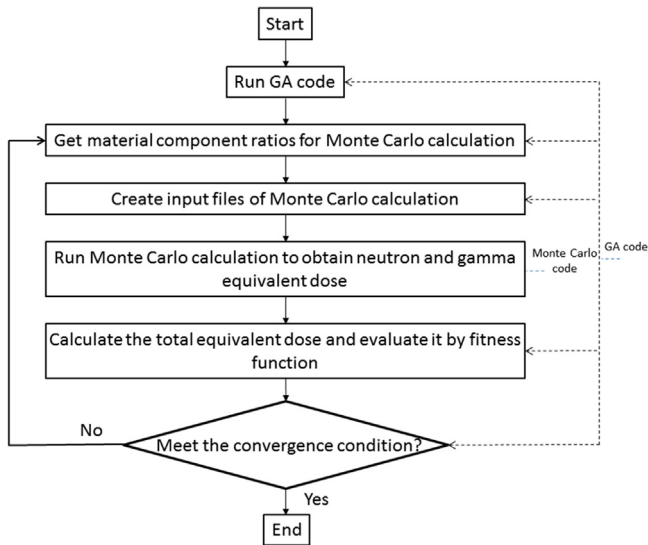 Start
Run GA code
Get material component ratios for Monte Carlo calculation
Create input files of Monte Carlo calculation
Run Monte Carlo calculation to obtain neutron and gamma
equivalent dose
Monte Carlo
code
GA code
Calculate the total equivalent dose and evaluate it by fitness
function
No
Meet the convergence condition?
Yes
End